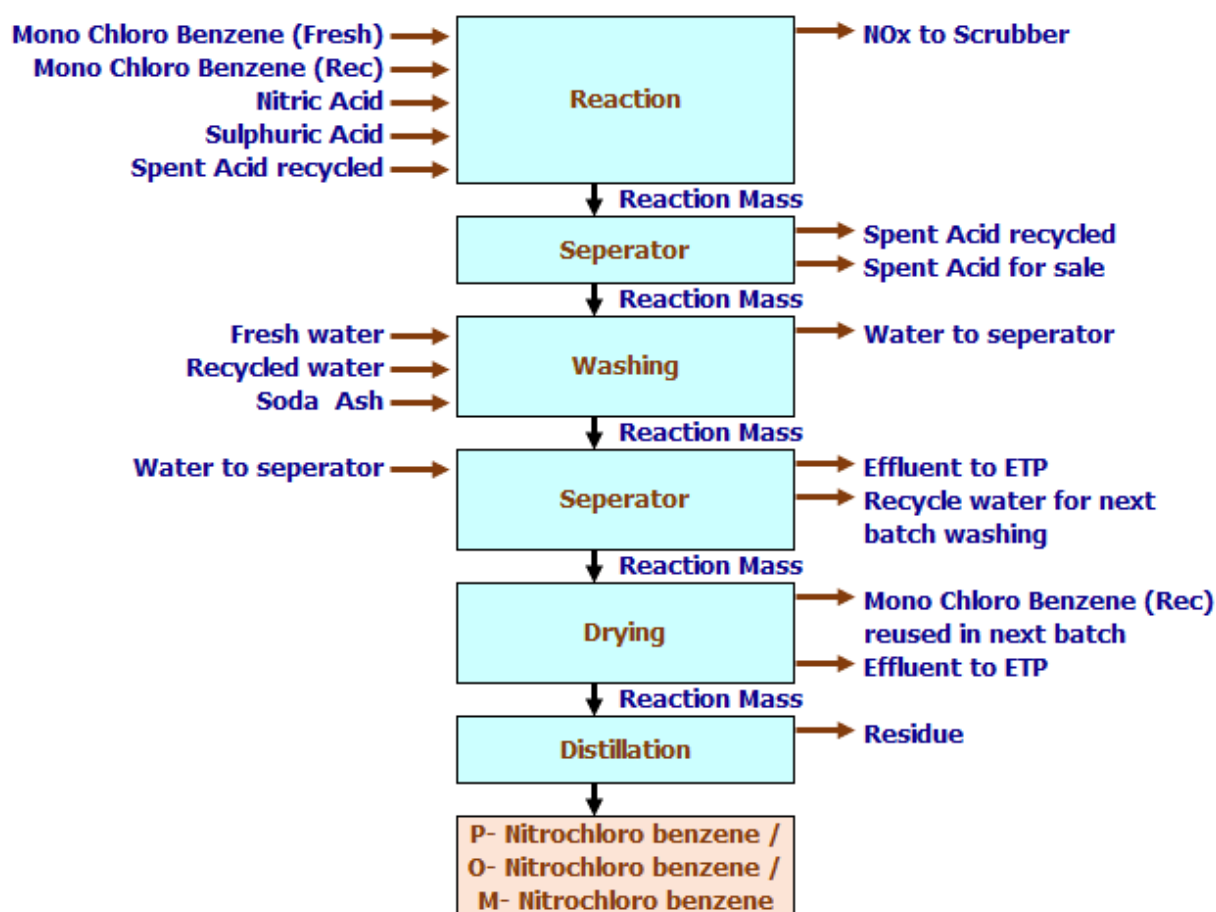 Mono Chloro Benzene (Fresh)
Mono Chloro Benzene (Rec)
Nitric Acid
Sulphuric Acid
Spent Acid recycled
Reaction
NOx to Scrubber
Reaction Mass
Seperator
Spent Acid recycled
Spent Acid for sale
Reaction Mass
Fresh water
Recycled water
Soda Ash
Washing
Water to seperator
Reaction Mass
Water to seperator
Seperator
Effluent to ETP
Recycle water for next
batch washing
Reaction Mass
Drying
Mono Chloro Benzene (Rec)
reused in next batch
Effluent to ETP
Reaction Mass
Distillation
Residue
P- Nitrochloro benzene /
O- Nitrochloro benzene /
M- Nitrochloro benzene